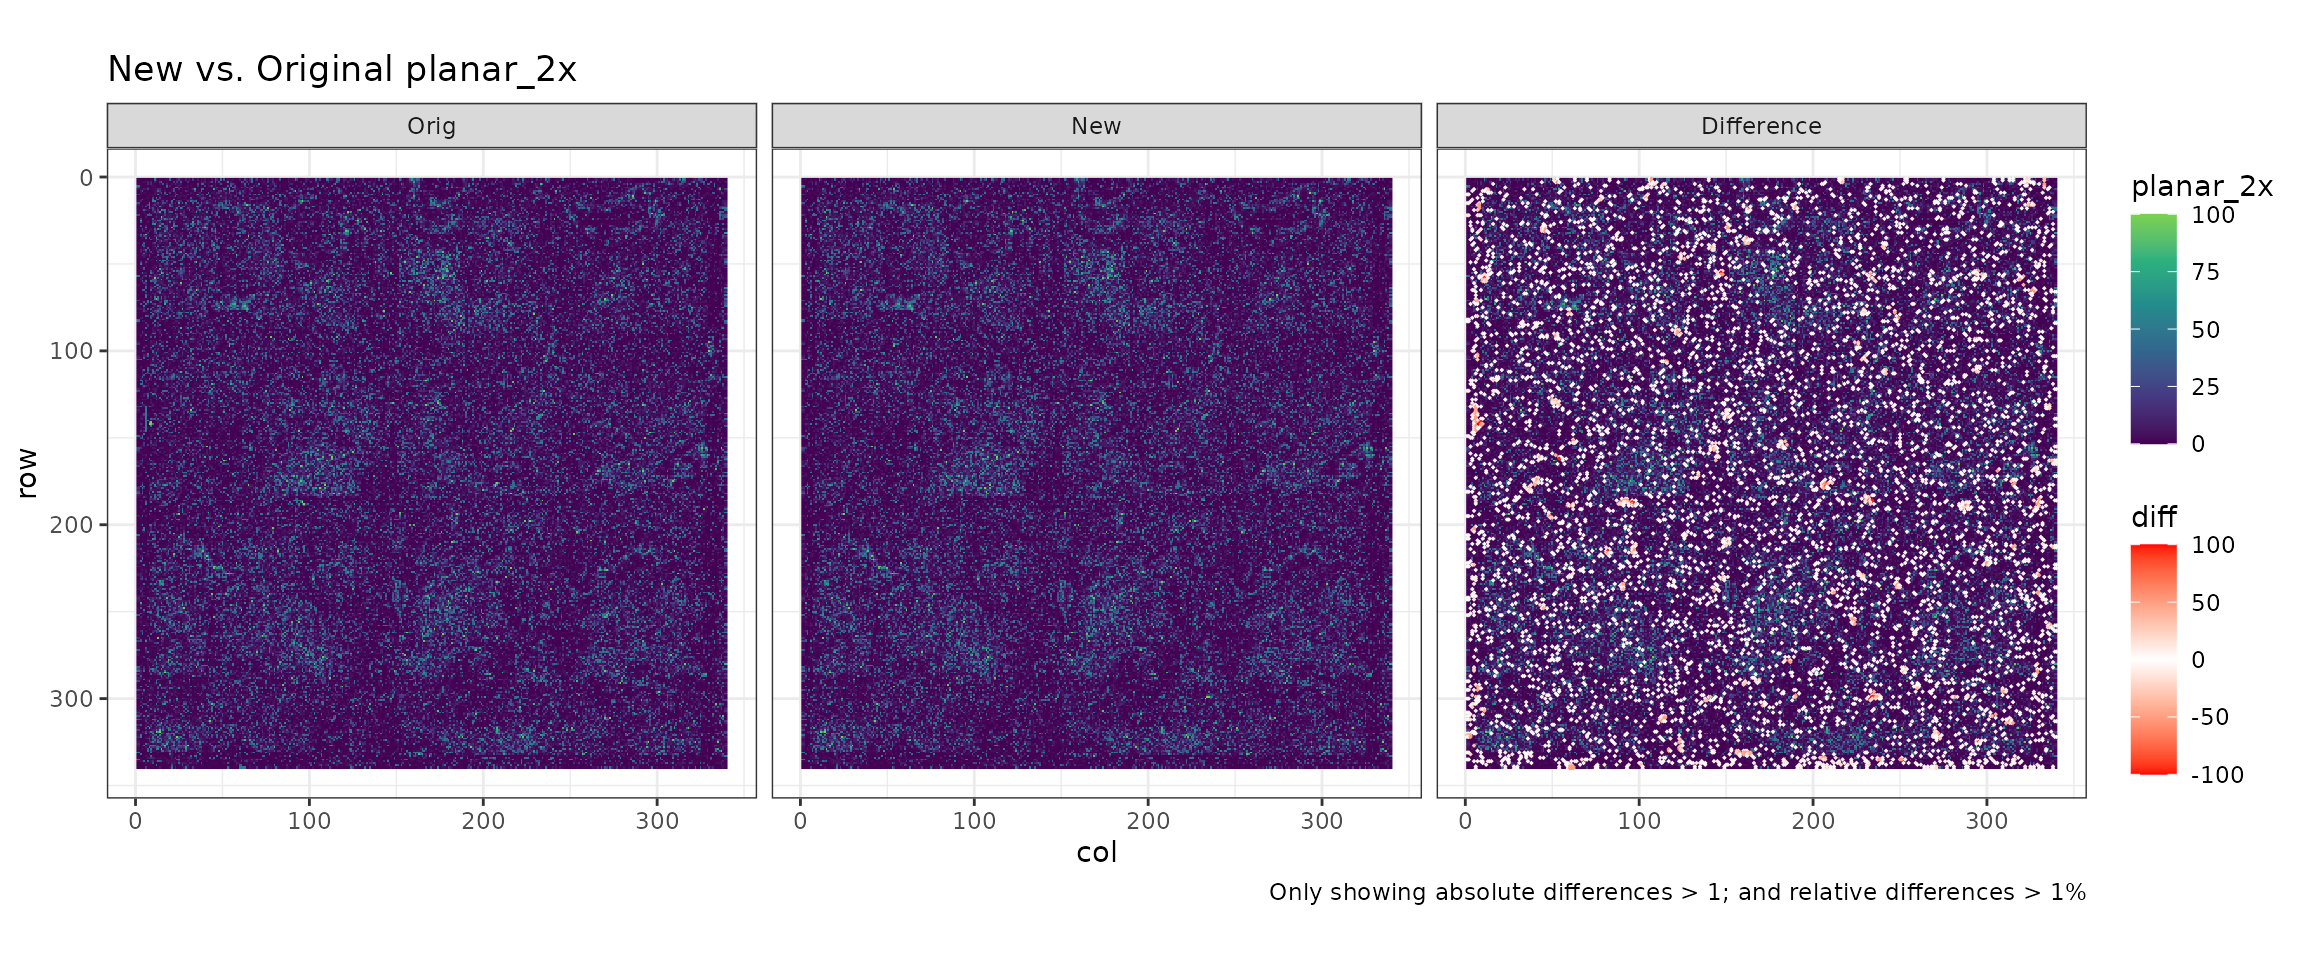 New vs. Original planar_2x
Orig
New
Difference
row
0
100
200
300
0
100
200
300
0
100
200
300
0
100
200
300
col
planar_2x
100
75
50
25
0
diff
100
50
0
-50
-100
Only showing absolute differences > 1; and relative differences > 1%